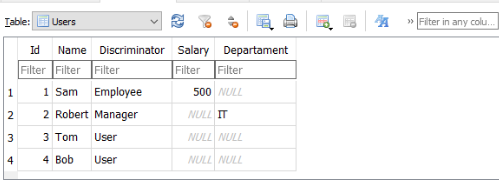 Table: Users » Filter in any colu...
Id Name Discriminator Salary Departament
Filter Filter Filter Filter Filter
1 1 Sam Employee 500 NULL
2 2 Robert Manager NULL IT
3 3 Tom User NULL NULL
4 4 Bob User NULL NULL